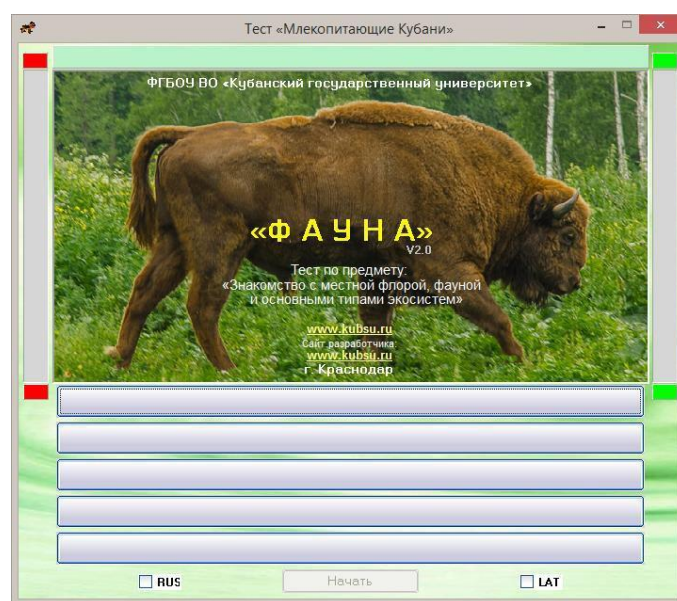 Тест «Млекопитающие Кубани»
ФГБОУ ВО «Кубанский государственный университет»
«Ф А У Н А»
V2.0
Тест по предмету:
«Знакомство с местной флорой, фауной
и основными типами экосистем»
www.kubsu.ru
Сайт разработчика:
www.kubsu.ru
г. Краснодар
RUS
Начать
LAT